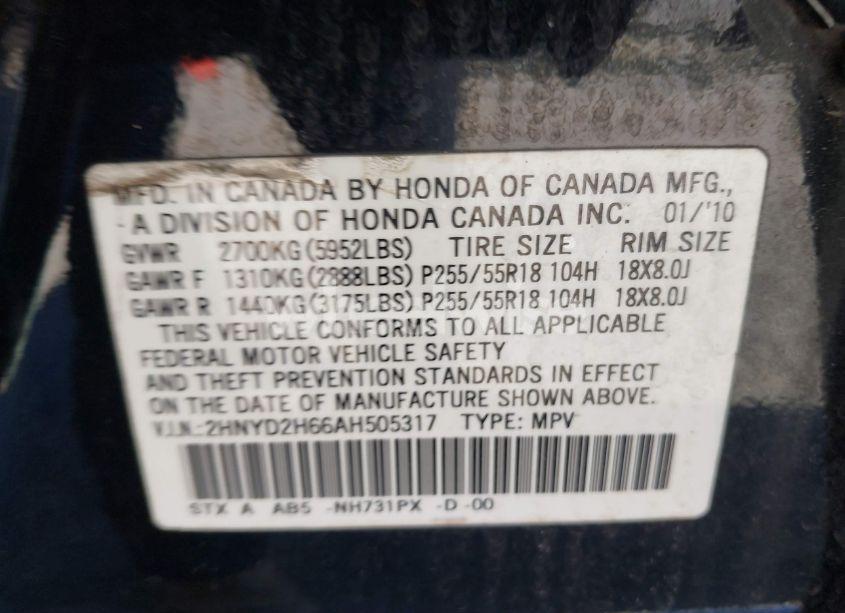 MFD. IN CANADA BY HONDA OF CANADA MFG.,
A DIVISION OF HONDA CANADA INC. 01/'10
GVWR 2700KG(5952LBS) TIRE SIZE RIM SIZE
GAWR F 1310KG(2888LBS) P255/55R18 104H 18X8.0J
GAWR R 1440KG(3175LBS) P255/55R18 104H 18X8.0J
THIS VEHICLE CONFORMS TO ALL APPLICABLE
FEDERAL MOTOR VEHICLE SAFETY
AND THEFT PREVENTION STANDARDS IN EFFECT
ON THE DATE OF MANUFACTURE SHOWN ABOVE.
V.I.N.:2HNYD2H66AH505317 TYPE: MPV
STX A AB5 -NH731PX -D -00